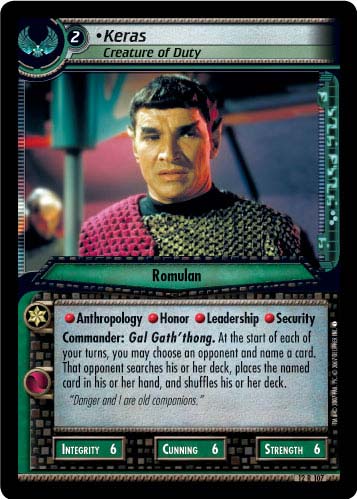 2
•Keras
Creature of Duty
Romulan
Anthropology Honor Leadership Security
Commander: Gal Gath'thong. At the start of each
of your turns, you may choose an opponent and name a card.
That opponent searches his or her deck, places the
named card in his or her hand, and shuffles his or her deck.
"Danger and I are old companions."
INTEGRITY 6 CUNNING 6 STRENGTH 6
12 R 107